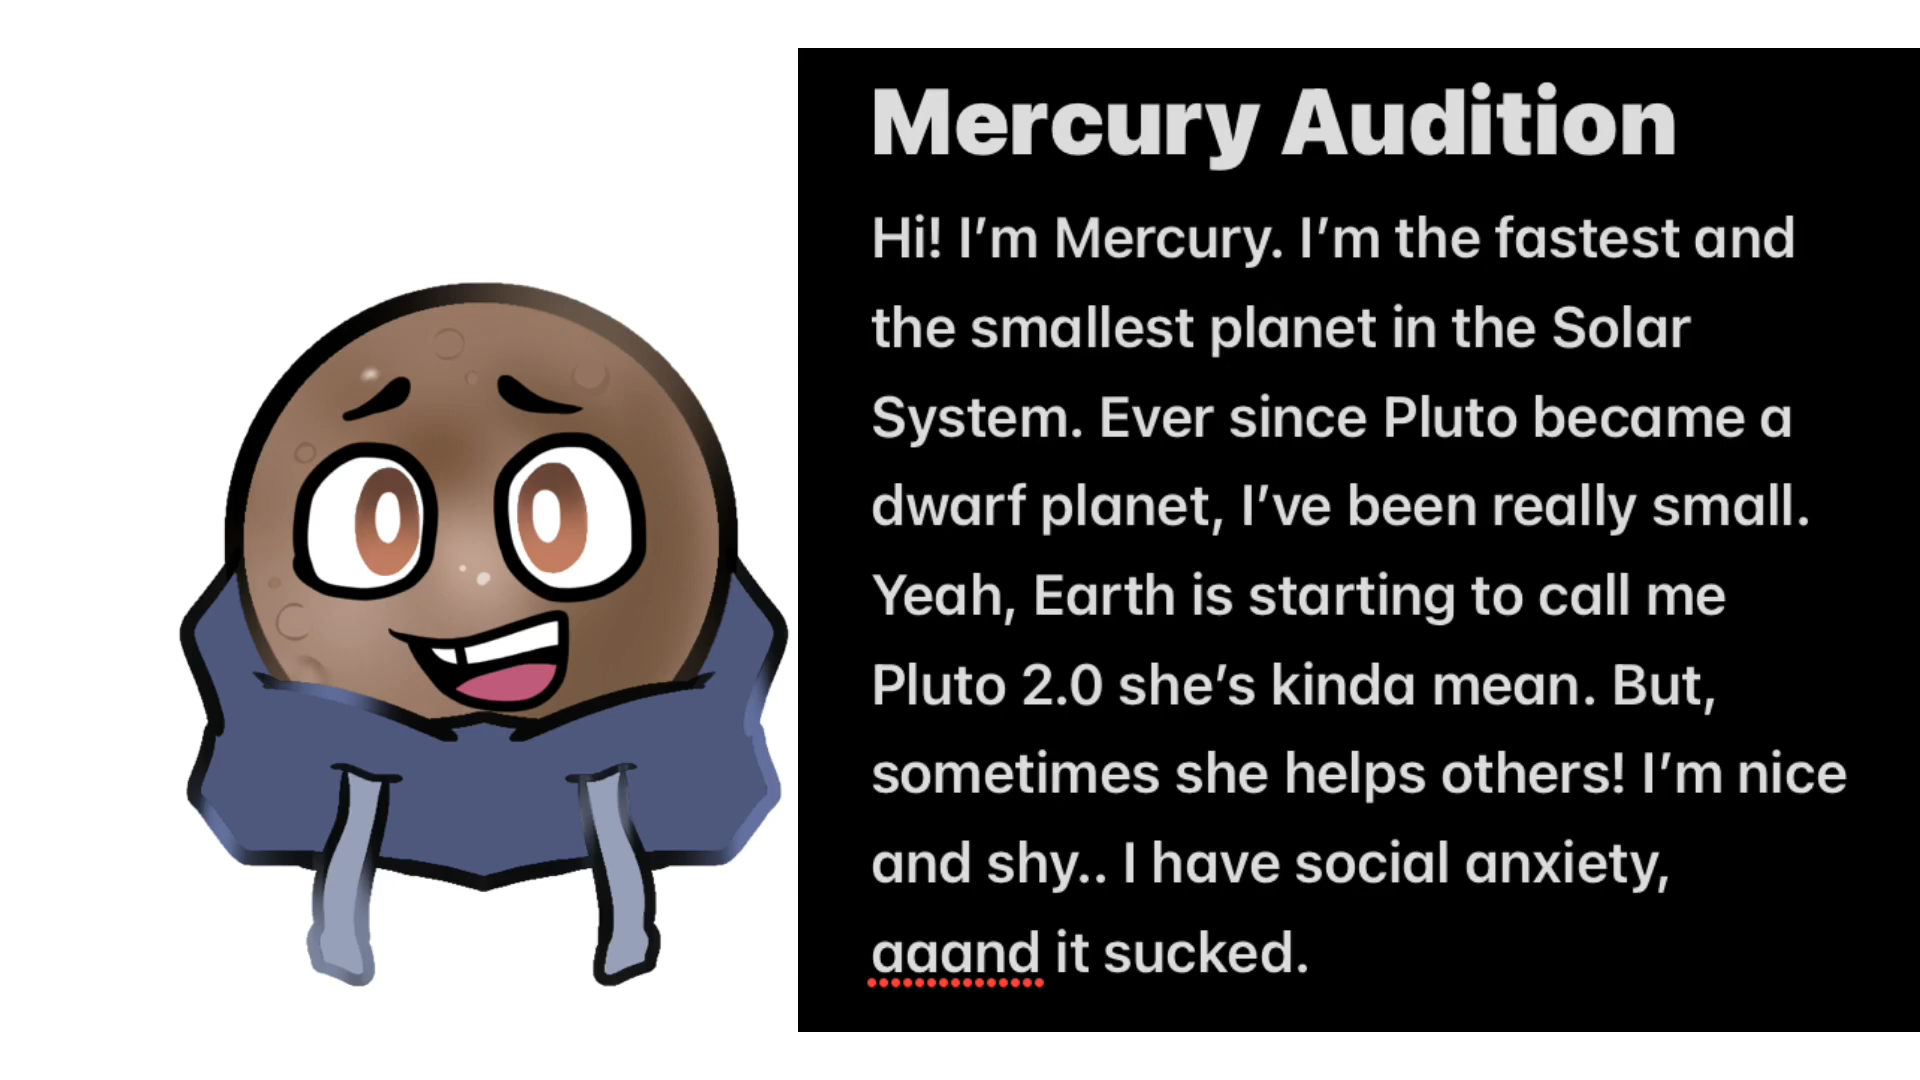 Mercury Audition
Hi! I’m Mercury. I’m the fastest and
the smallest planet in the Solar
System. Ever since Pluto became a
dwarf planet, I’ve been really small.
Yeah, Earth is starting to call me
Pluto 2.0 she’s kinda mean. But,
sometimes she helps others! I’m nice
and shy.. I have social anxiety,
aaand it sucked.